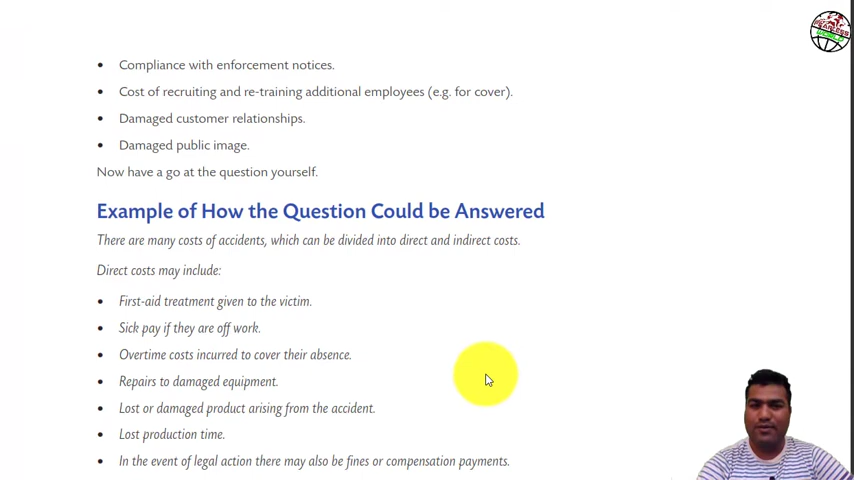 • Compliance with enforcement notices.
• Cost of recruiting and re-training additional employees (e.g. for cover).
• Damaged customer relationships.
• Damaged public image.
Now have a go at the question yourself.
Example of How the Question Could be Answered
There are many costs of accidents, which can be divided into direct and indirect costs.
Direct costs may include:
• First-aid treatment given to the victim.
• Sick pay if they are off work.
• Overtime costs incurred to cover their absence.
• Repairs to damaged equipment.
• Lost or damaged product arising from the accident.
• Lost production time.
• In the event of legal action there may also be fines or compensation payments.